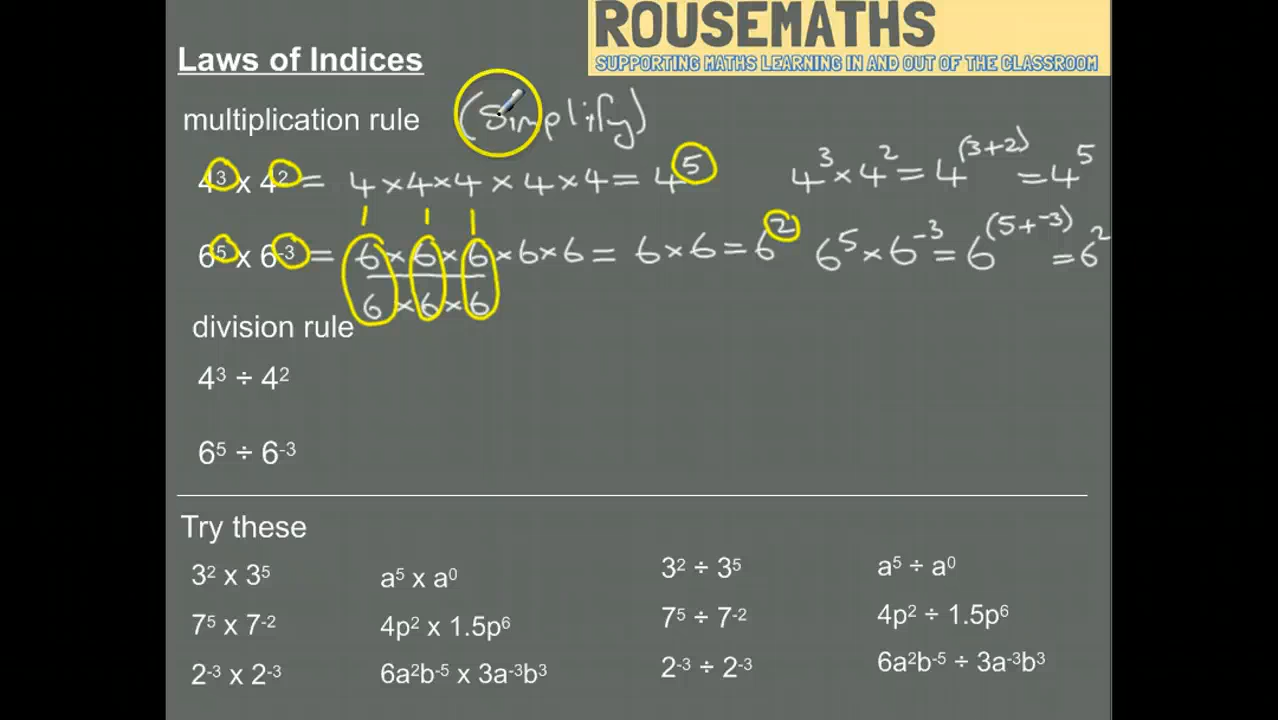 ROUSEMATHS
SUPPORTING MATHS LEARNING IN AND OUT OF THE CLASSROOM
Laws of Indices
multiplication rule (Simplify)
4³ x 4² = 4 × 4 × 4 × 4 × 4 = 4⁵ 4³ × 4² = 4⁽³⁺²⁾ = 4⁵
1 1 1
6⁵ x 6⁻³ = 6 × 6 × 6 × 6 × 6 = 6 × 6 = 6² 6⁵ × 6⁻³ = 6⁽⁵⁺⁻³⁾ = 6²
6 × 6 × 6
division rule
4³ ÷ 4²
6⁵ ÷ 6⁻³
Try these
3² x 3⁵ a⁵ x a⁰ 3² ÷ 3⁵ a⁵ ÷ a⁰
7⁵ x 7⁻² 4p² x 1.5p⁶ 7⁵ ÷ 7⁻² 4p² ÷ 1.5p⁶
2⁻³ x 2⁻³ 6a²b⁻⁵ x 3a⁻³b³ 2⁻³ ÷ 2⁻³ 6a²b⁻⁵ ÷ 3a⁻³b³